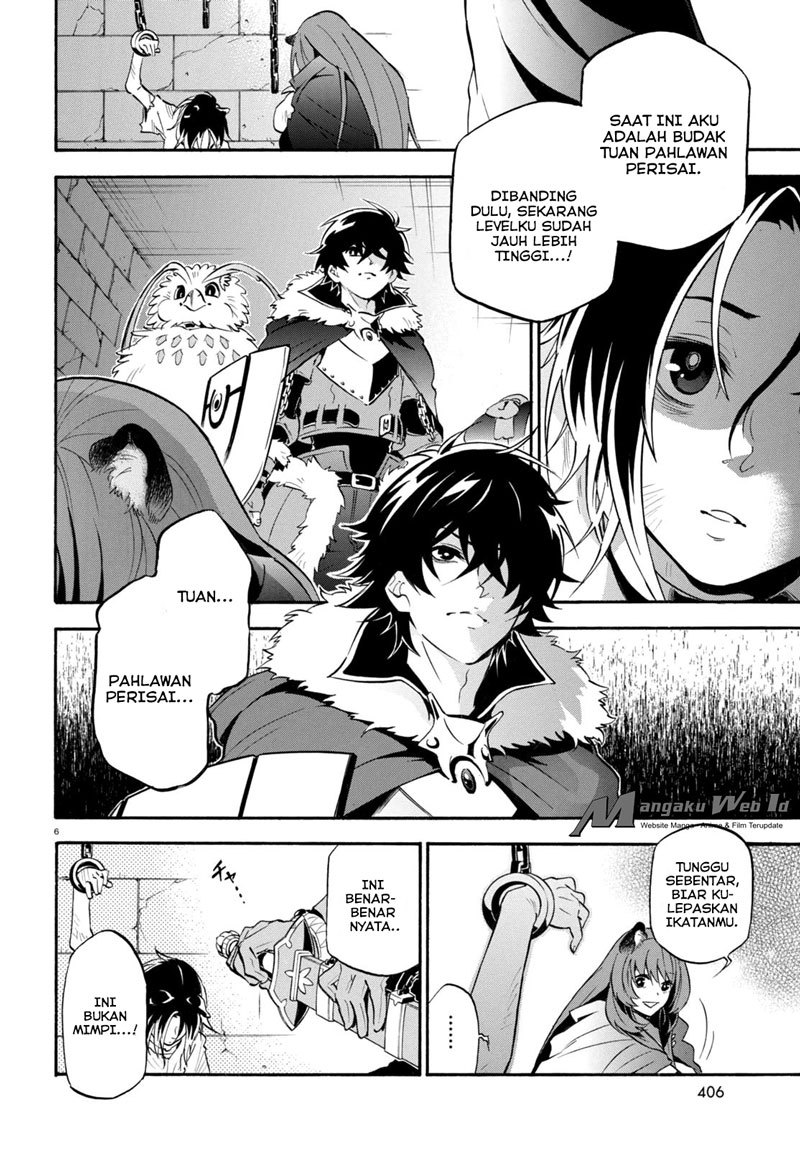 SAAT INI AKU
ADALAH BUDAK
TUAN PAHLAWAN
PERISAI.
DIBANDING
DULU, SEKARANG
LEVELKU SUDAH
JAUH LEBIH
TINGGI...!
TUAN...
PAHLAWAN
PERISAI...
Mangaku Web Id
Website Manga - Anime & Film Terupdate
6
TUNGGU
SEBENTAR,
BIAR KU-
LEPASKAN
IKATANMU.
......
INI
BENAR-
BENAR
NYATA..
チャ...
INI
BUKAN
MIMPI...!
406